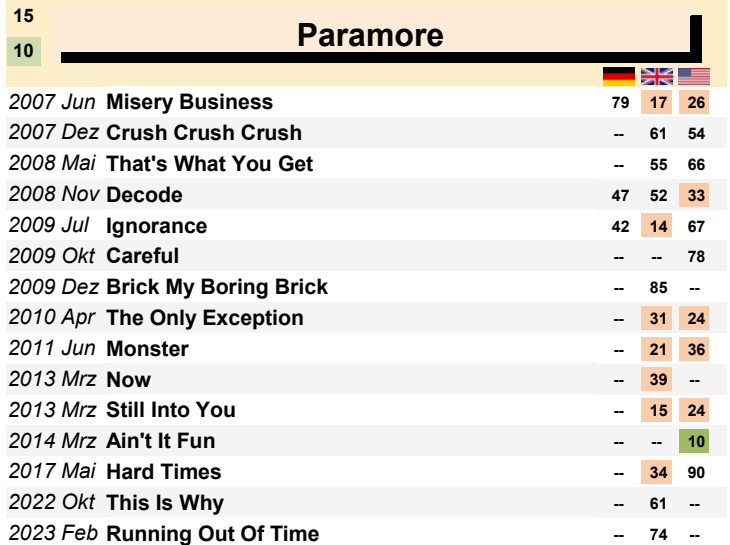 15
Paramore
10
2007 Jun Misery Business 79 17 26
2007 Dez Crush Crush Crush -- 61 54
2008 Mai That's What You Get -- 55 66
2008 Nov Decode 47 52 33
2009 Jul Ignorance 42 14 67
2009 Okt Careful -- -- 78
2009 Dez Brick My Boring Brick -- 85 --
2010 Apr The Only Exception -- 31 24
2011 Jun Monster -- 21 36
2013 Mrz Now -- 39 --
2013 Mrz Still Into You -- 15 24
2014 Mrz Ain't It Fun -- -- 10
2017 Mai Hard Times -- 34 90
2022 Okt This Is Why -- 61 --
2023 Feb Running Out Of Time -- 74 --